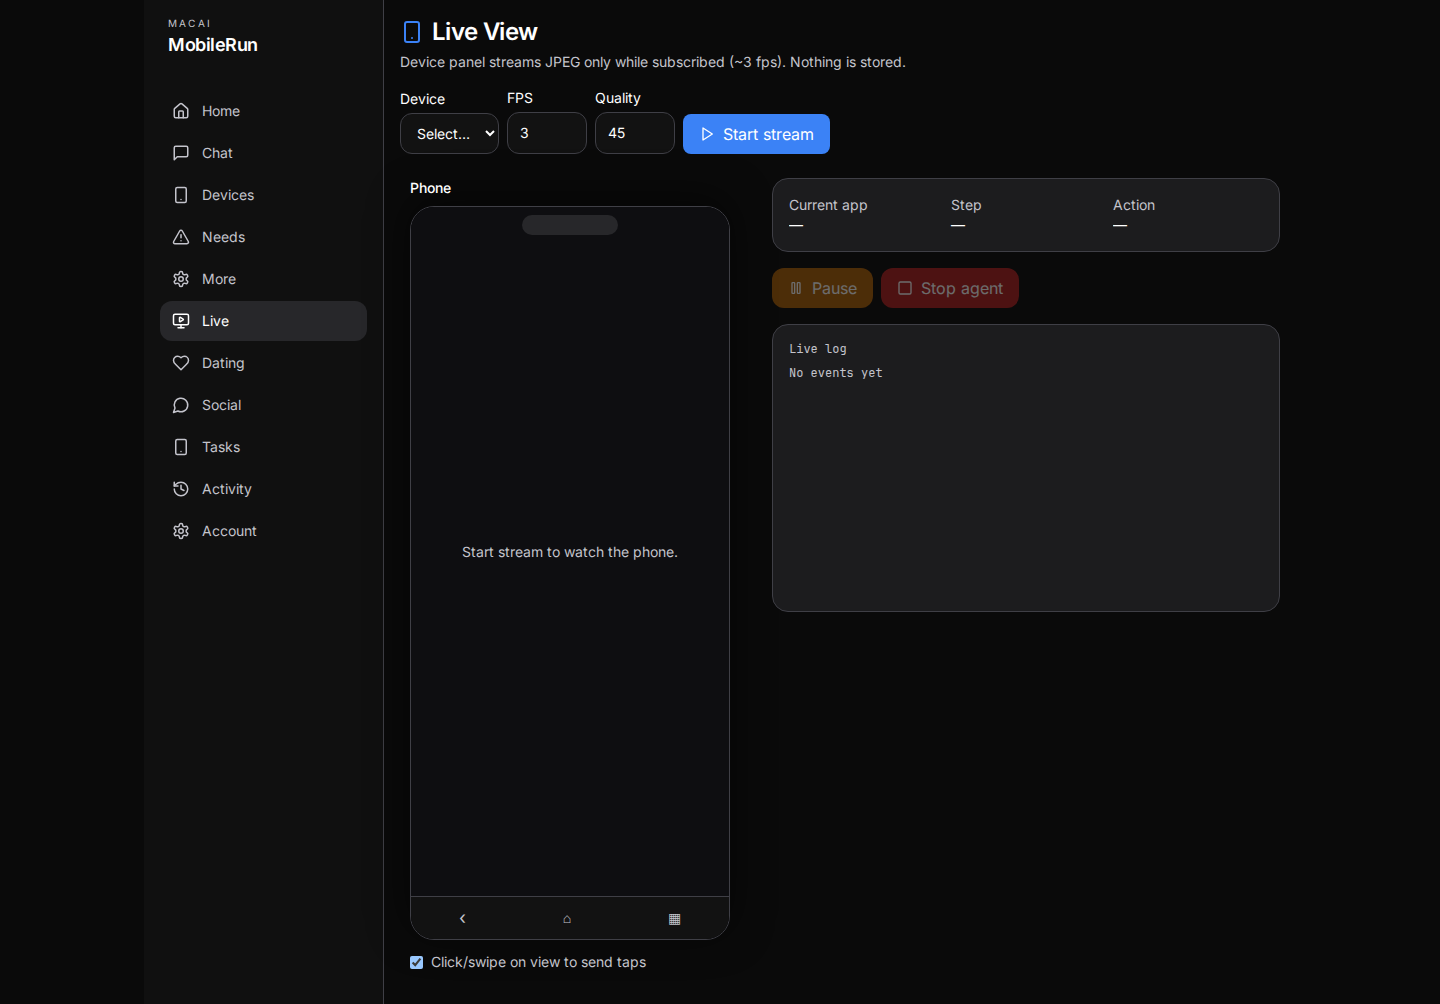 MACAI
MobileRun
Home
Chat
Devices
Needs
More
Live
Dating
Social
Tasks
Activity
Account
Live View
Device panel streams JPEG only while subscribed (~3 fps). Nothing is stored.
Device
FPS
Quality
Select...
3
45
Start stream
Phone
Start stream to watch the phone.
Click/swipe on view to send taps
Current app
—
Step
—
Action
—
Pause
Stop agent
Live log
No events yet